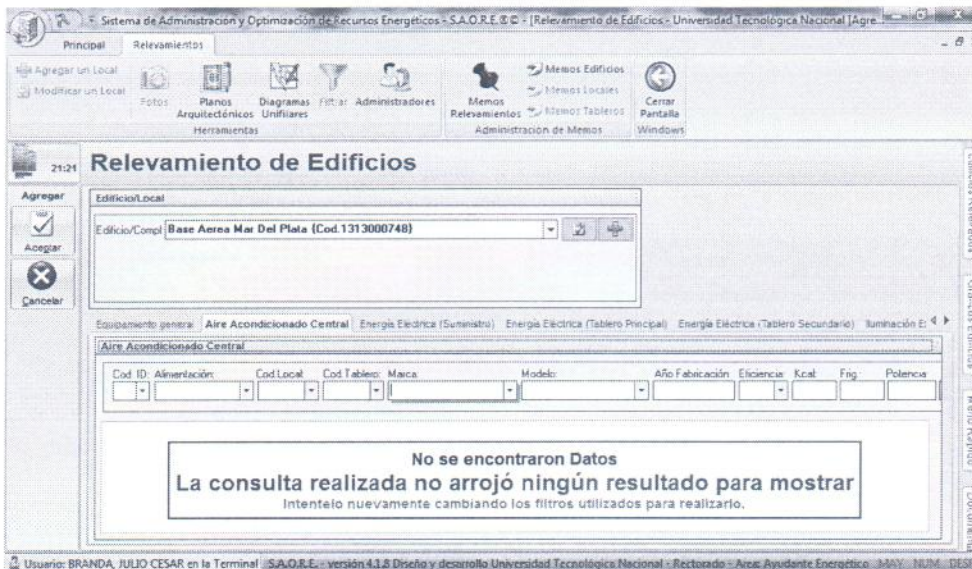 Sistema de Administración y Optimización de Recursos Energéticos - S.A.O.R.E.®© - [Relevamiento de Edificios - Universidad Tecnológica Nacional [Agre...
Principal Relevamientos
Agregar un Local
Modificar un Local
Fotos
Planos Arquitectónicos
Diagramas Unifilares
Filtrar
Administradores
Herramientas
Memos Relevamientos
Memos Edificios
Memos Locales
Memos Tableros
Administracion de Memos
Cerrar Pantalla
Windows
21:21
Relevamiento de Edificios
Agregar
Aceptar
Cancelar
Edificio/Local
Edificio/Compl: Base Aerea Mar Del Plata (Cod.1313000748)
Equipamiento general Aire Acondicionado Central Energía Eléctrica (Suministro) Energía Eléctrica (Tablero Principal) Energía Eléctrica (Tablero Secundario) Iluminación E
Aire Acondicionado Central
Cod. ID: Alimentación: Cod.Local: Cod.Tablero: Marca: Modelo: Año Fabricación: Eficiencia: Kcal: Frig.: Potencia
No se encontraron Datos
La consulta realizada no arrojó ningún resultado para mostrar
Intentelo nuevamente cambiando los filtros utilizados para realizarlo.
Usuario: BRANDA, JULIO CESAR en la Terminal S.A.O.R.E. - versión 4.1.8 Diseño y desarrollo Universidad Tecnológica Nacional - Rectorado - Area: Ayudante Energético MAY NUM DES